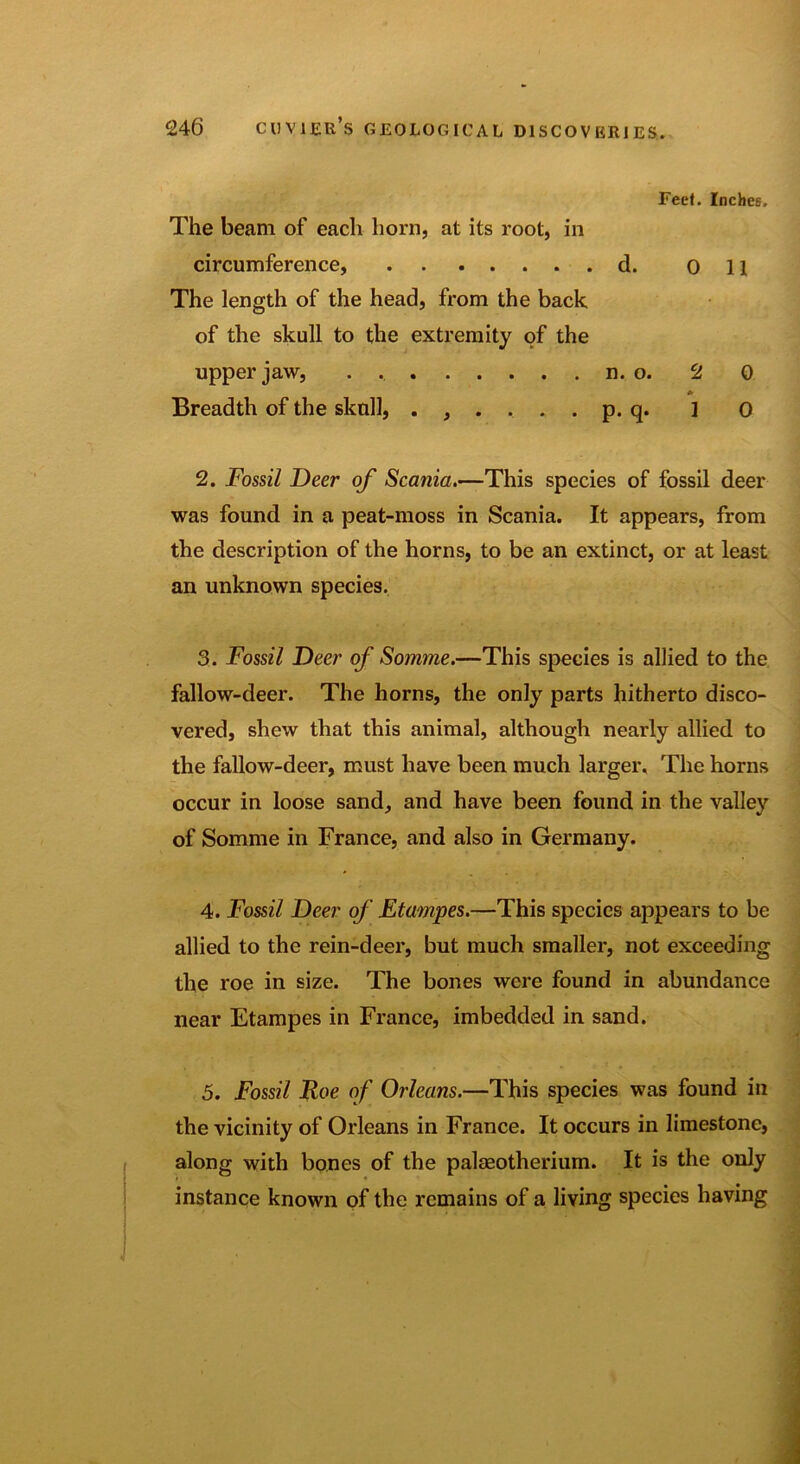 246 CUVIER’S GEOLOGICAL DISCOVERIES.
Feet. Inches.
The beam of each horn, at its root, in
circumference, . . . . . . . . d. 0 11
The length of the head, from the back
of the skull to the extremity of the
upper jaw, . . . . . . . . . n. o. 2 0
Breadth of the skull, . , . . . . p. q. 1 0
2. Fossil Deer of Scania.—This species of fossil deer
was found in a peat-moss in Scania. It appears, from
the description of the horns, to be an extinct, or at least
an unknown species.
3. Fossil Deer of Somme.—This species is allied to the
fallow-deer. The horns, the only parts hitherto disco-
vered, shew that this animal, although nearly allied to
the fallow-deer, must have been much larger. The horns
occur in loose sand, and have been found in the valley
of Somme in France, and also in Germany.
4. Fossil Deer of Etampes.—This species appears to be
allied to the rein-deer, but much smaller, not exceeding
the roe in size. The bones were found in abundance
near Etampes in France, imbedded in sand.
5. Fossil Roe of Orleans.—This species was found in
the vicinity of Orleans in France. It occurs in limestone,
along with bones of the palæotherium. It is the only
instance known of the remains of a living species having